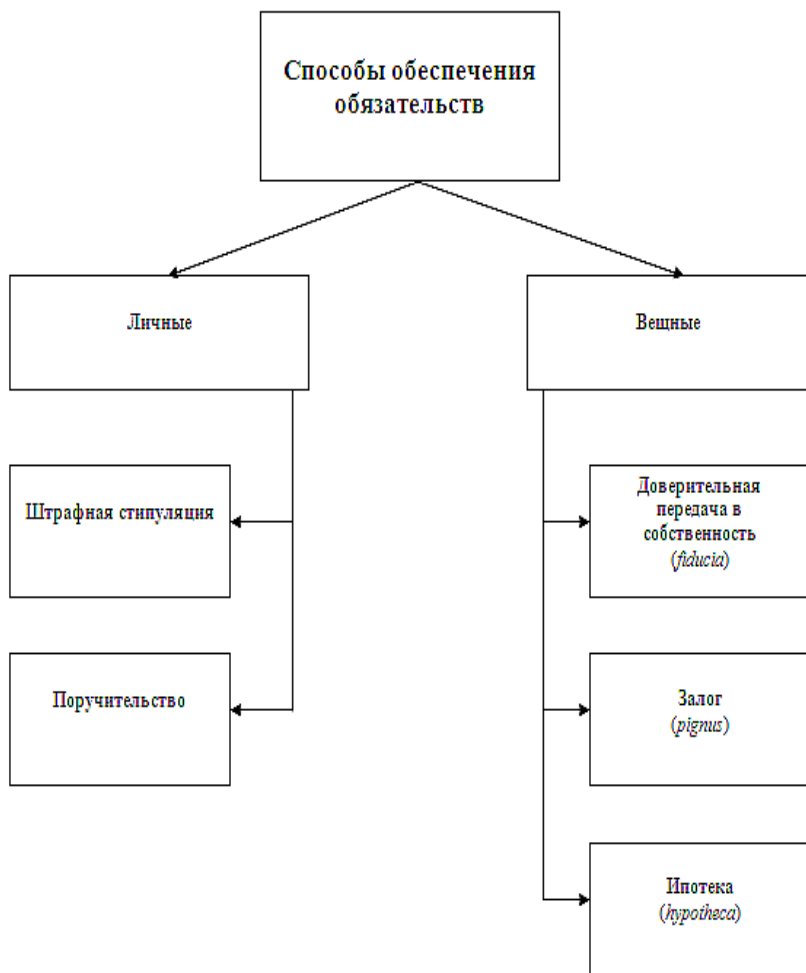 Способы обеспечения
обязательств
Личные
Вещные
Штрафная стипуляция
Доверительная
передача в
собственность
(fiducia)
Поручительство
Залог
(pignus)
Ипотека
(hypotheca)